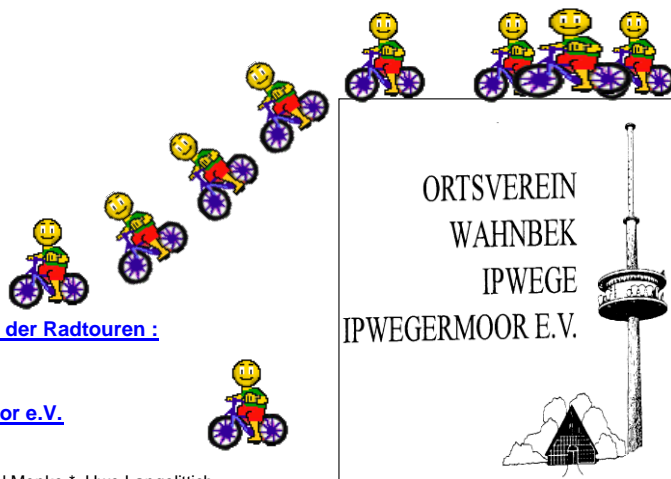 ORTSVEREIN
WAHNBEK
IPWEGE
IPWEGERMOOR E.V.
der Radtouren :
or e.V.